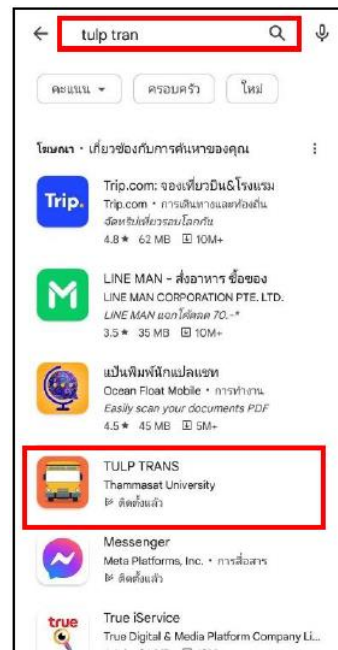 tulp tran
คะแนน
ครอบครัว
ใหม่
โฆษณา • เกี่ยวข้องกับการค้นหาของคุณ
Trip.
Trip.com: จองเที่ยวบิน&โรงแรม
Trip.com • การเดินทางและท้องถิ่น
จัดทริปเที่ยวรอบโลกกัน
4.8★ 62 MB 10M+
LINE MAN - สั่งอาหาร ซื้อของ
LINE MAN CORPORATION PTE. LTD.
LINE MAN แจกโค้ดลด 70.-*
3.5★ 35 MB 10M+
แป้นพิมพ์นักแปลแชท
Ocean Float Mobile • การทำงาน
Easily scan your documents PDF
4.5★ 45 MB 5M+
TULP TRANS
Thammasat University
ติดตั้งแล้ว
Messenger
Meta Platforms, Inc. • การสื่อสาร
ติดตั้งแล้ว
true
True iService
True Digital & Media Platform Company Li...